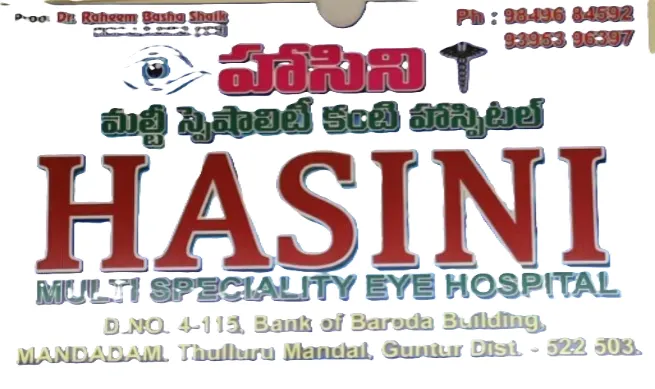 Prop: Dr. Raheem Basha Shaik
Ph : 98496 84592
93963 96397
హాసిని
మల్టీ స్పెషాలిటీ కంటి హాస్పిటల్
HASINI
MULTI SPECIALITY EYE HOSPITAL
D.NO. 4-115, Bank of Baroda Building,
MANDADAM. Thulluru Mandal, Guntur Dist. - 522 503.